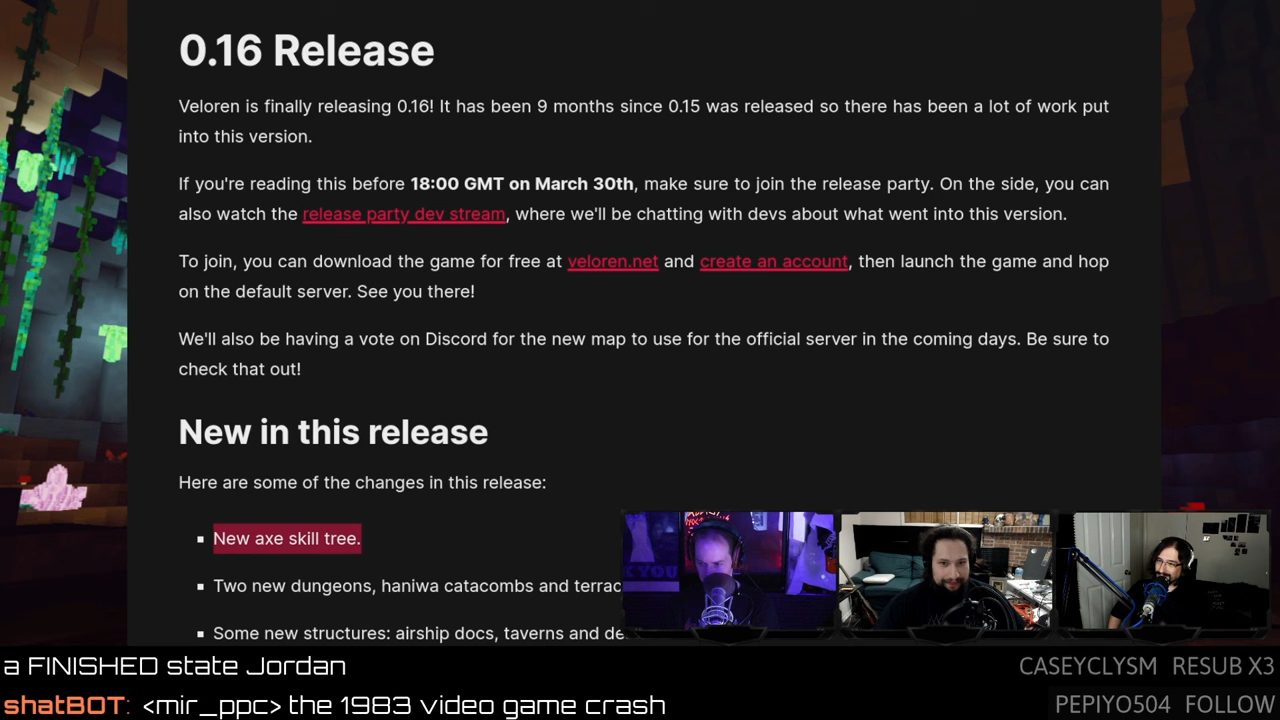 0.16 Release
Veloren is finally releasing 0.16! It has been 9 months since 0.15 was released so there has been a lot of work put
into this version.
If you're reading this before 18:00 GMT on March 30th, make sure to join the release party. On the side, you can
also watch the release party dev stream, where we'll be chatting with devs about what went into this version.
To join, you can download the game for free at veloren.net and create an account, then launch the game and hop
on the default server. See you there!
We'll also be having a vote on Discord for the new map to use for the official server in the coming days. Be sure to
check that out!
New in this release
Here are some of the changes in this release:
New axe skill tree.
Two new dungeons, haniwa catacombs and terrac
Some new structures: airship docs, taverns and de
K YOU
a FINISHED state Jordan
CASEYCLYSM RESUB X3
shatBOT: <mir_ppc> the 1983 video game crash
PEPIYO504 FOLLOW